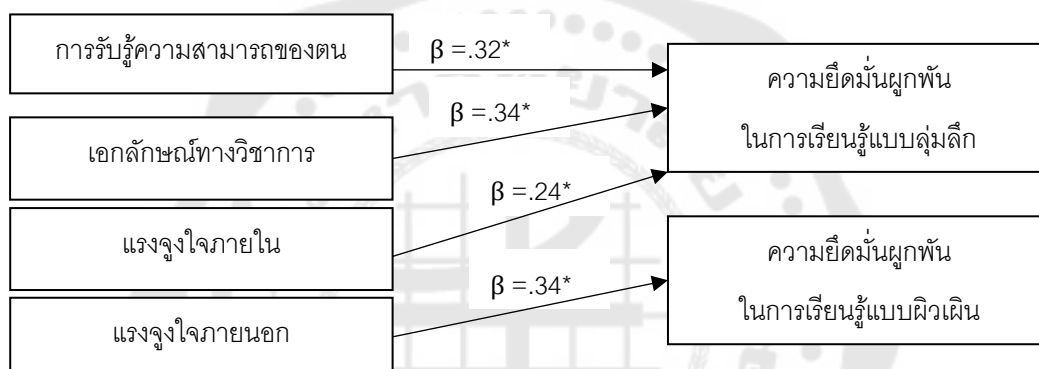 การรับรู้ความสามารถของตน
β =.32*
ความยึดมั่นผูกพัน
ในการเรียนรู้แบบลุ่มลึก
β =.34*
เอกลักษณ์ทางวิชาการ
β =.24*
แรงจูงใจภายใน
ความยึดมั่นผูกพัน
ในการเรียนรู้แบบผิวเผิน
β =.34*
แรงจูงใจภายนอก